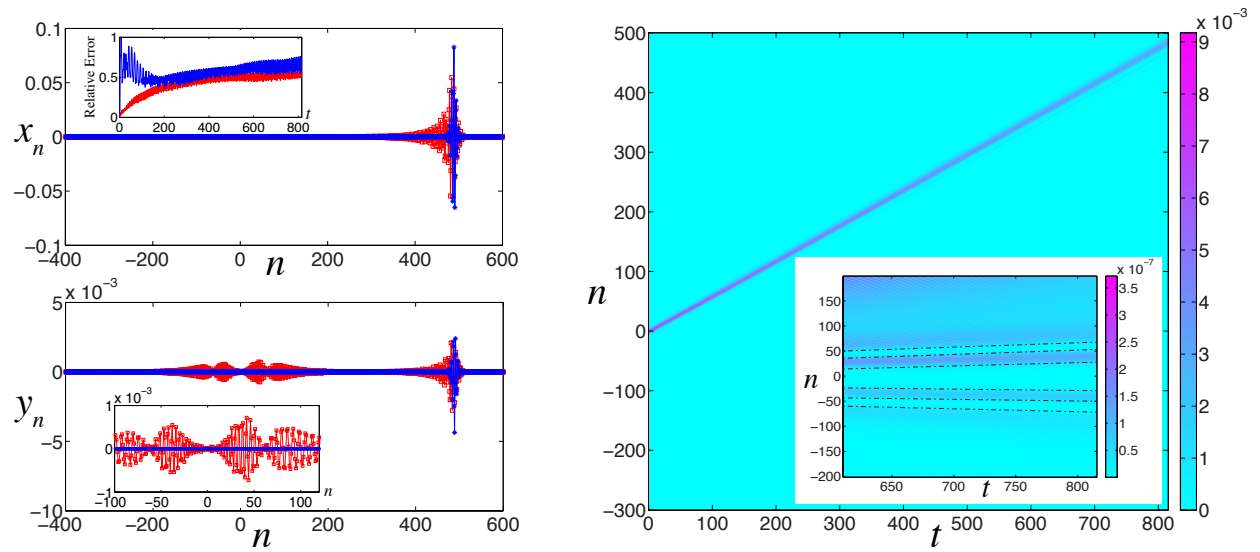 0.1
0.05
0
−0.05
−0.1
x_n
−400 −200 0 200 400 600
n
Relative Error
1
0.5
0
0 200 400 600 800
t
x 10^−3
5
0
−5
−10
y_n
−400 −200 0 200 400 600
n
x 10^−3
1
0
−1
−100 −50 0 50 100
n
500
400
300
200
100
0
−100
−200
−300
n
0 100 200 300 400 500 600 700 800
t
x 10^−3
9
8
7
6
5
4
3
2
1
0
150
100
50
0
−50
−100
−150
−200
n
650 700 750 800
t
x 10^−7
3.5
3
2.5
2
1.5
1
0.5